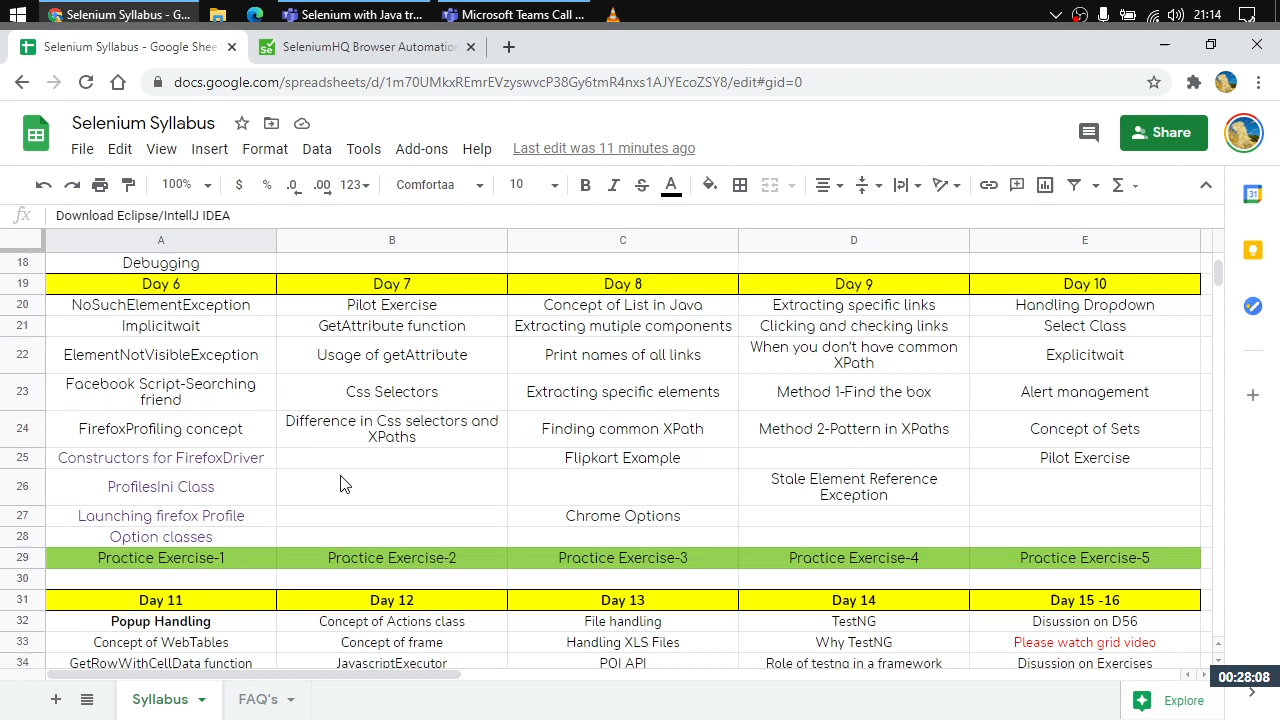 Selenium Syllabus - G...
Selenium with Java tr...
Microsoft Teams Call ...
21:14
Selenium Syllabus - Google Shee
SeleniumHQ Browser Automation
docs.google.com/spreadsheets/d/1m70UMkxREmrEVzyswvcP38Gy6tmR4nxs1AJYEcoZSY8/edit#gid=0
Selenium Syllabus
Share
File Edit View Insert Format Data Tools Add-ons Help Last edit was 11 minutes ago
100% $ % .0 .00 123 Comfortaa 10 B I S A
fx Download Eclipse/IntellJ IDEA
A B C D E
18 Debugging
19 Day 6 Day 7 Day 8 Day 9 Day 10
20 NoSuchElementException Pilot Exercise Concept of List in Java Extracting specific links Handling Dropdown
21 Implicitwait GetAttribute function Extracting mutiple components Clicking and checking links Select Class
22 ElementNotVisibleException Usage of getAttribute Print names of all links When you don't have common XPath Explicitwait
23 Facebook Script-Searching friend Css Selectors Extracting specific elements Method 1-Find the box Alert management
24 FirefoxProfiling concept Difference in Css selectors and XPaths Finding common XPath Method 2-Pattern in XPaths Concept of Sets
25 Constructors for FirefoxDriver Flipkart Example Pilot Exercise
26 ProfilesIni Class Stale Element Reference Exception
27 Launching firefox Profile Chrome Options
28 Option classes
29 Practice Exercise-1 Practice Exercise-2 Practice Exercise-3 Practice Exercise-4 Practice Exercise-5
30
31 Day 11 Day 12 Day 13 Day 14 Day 15 -16
32 Popup Handling Concept of Actions class File handling TestNG Disussion on D56
33 Concept of WebTables Concept of frame Handling XLS Files Why TestNG Please watch grid video
34 GetRowWithCellData function JavascriptExecutor POI API Role of testng in a framework Disussion on Exercises
00:28:08
Syllabus FAQ's Explore